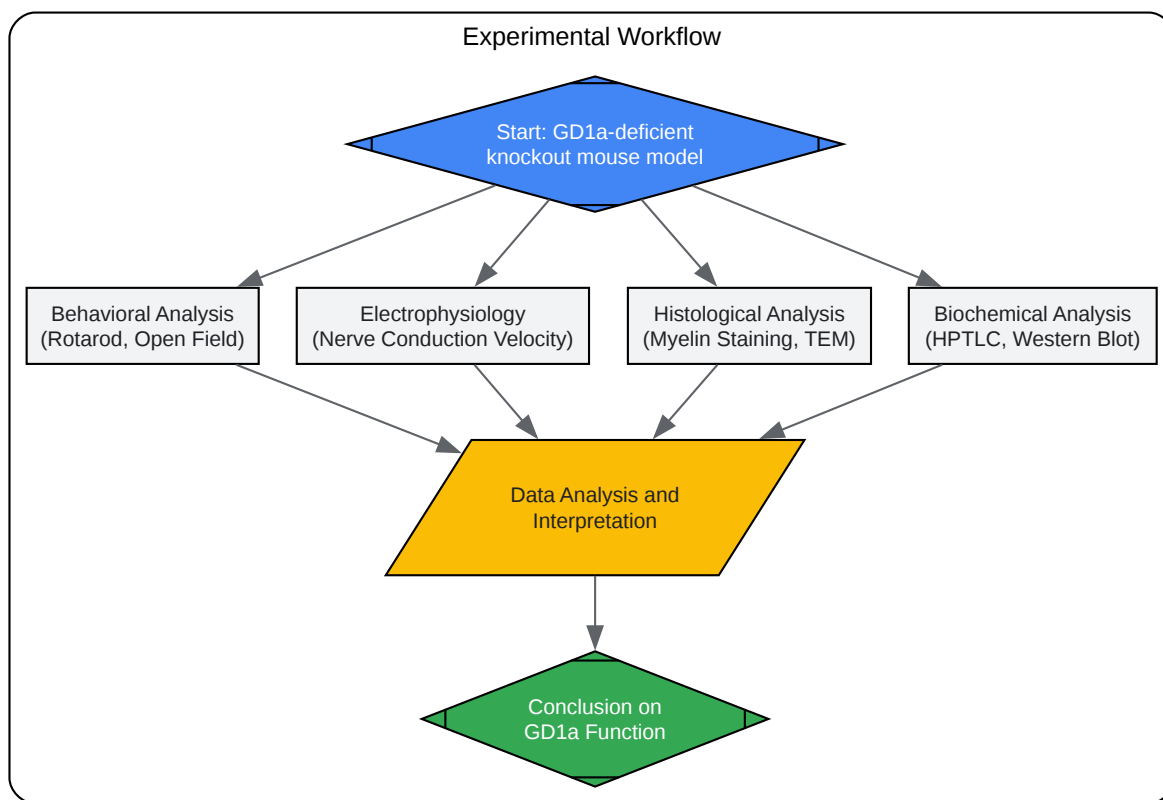 Experimental Workflow
Start: GD1a-deficient
knockout mouse model
Behavioral Analysis
(Rotarod, Open Field)
Electrophysiology
(Nerve Conduction Velocity)
Histological Analysis
(Myelin Staining, TEM)
Biochemical Analysis
(HPTLC, Western Blot)
Data Analysis and
Interpretation
Conclusion on
GD1a Function